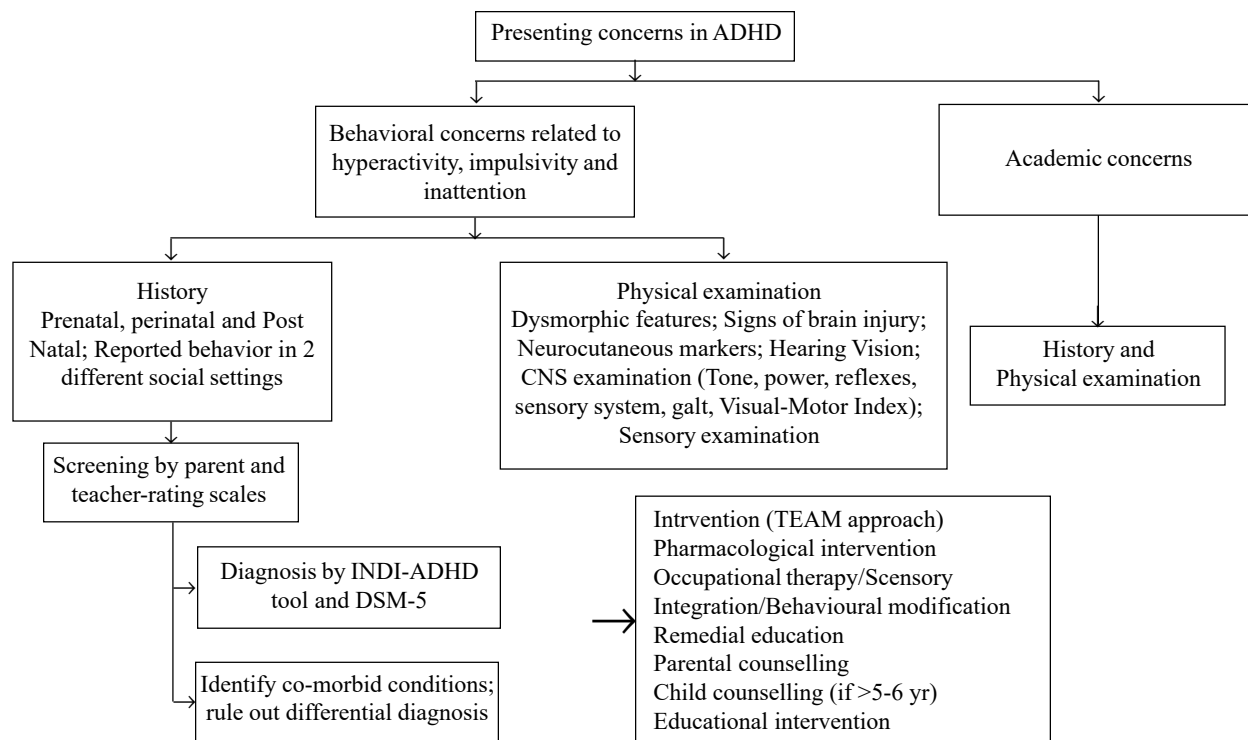 Presenting concerns in ADHD
Behavioral concerns related to
hyperactivity, impulsivity and
inattention
Academic concerns
History
Prenatal, perinatal and Post
Natal; Reported behavior in 2
different social settings
Physical examination
Dysmorphic features; Signs of brain injury;
Neurocutaneous markers; Hearing Vision;
CNS examination (Tone, power, reflexes,
sensory system, galt, Visual-Motor Index);
Sensory examination
History and
Physical examination
Screening by parent and
teacher-rating scales
Diagnosis by INDI-ADHD
tool and DSM-5
Identify co-morbid conditions;
rule out differential diagnosis
Intrvention (TEAM approach)
Pharmacological intervention
Occupational therapy/Scensory
Integration/Behavioural modification
Remedial education
Parental counselling
Child counselling (if >5-6 yr)
Educational intervention